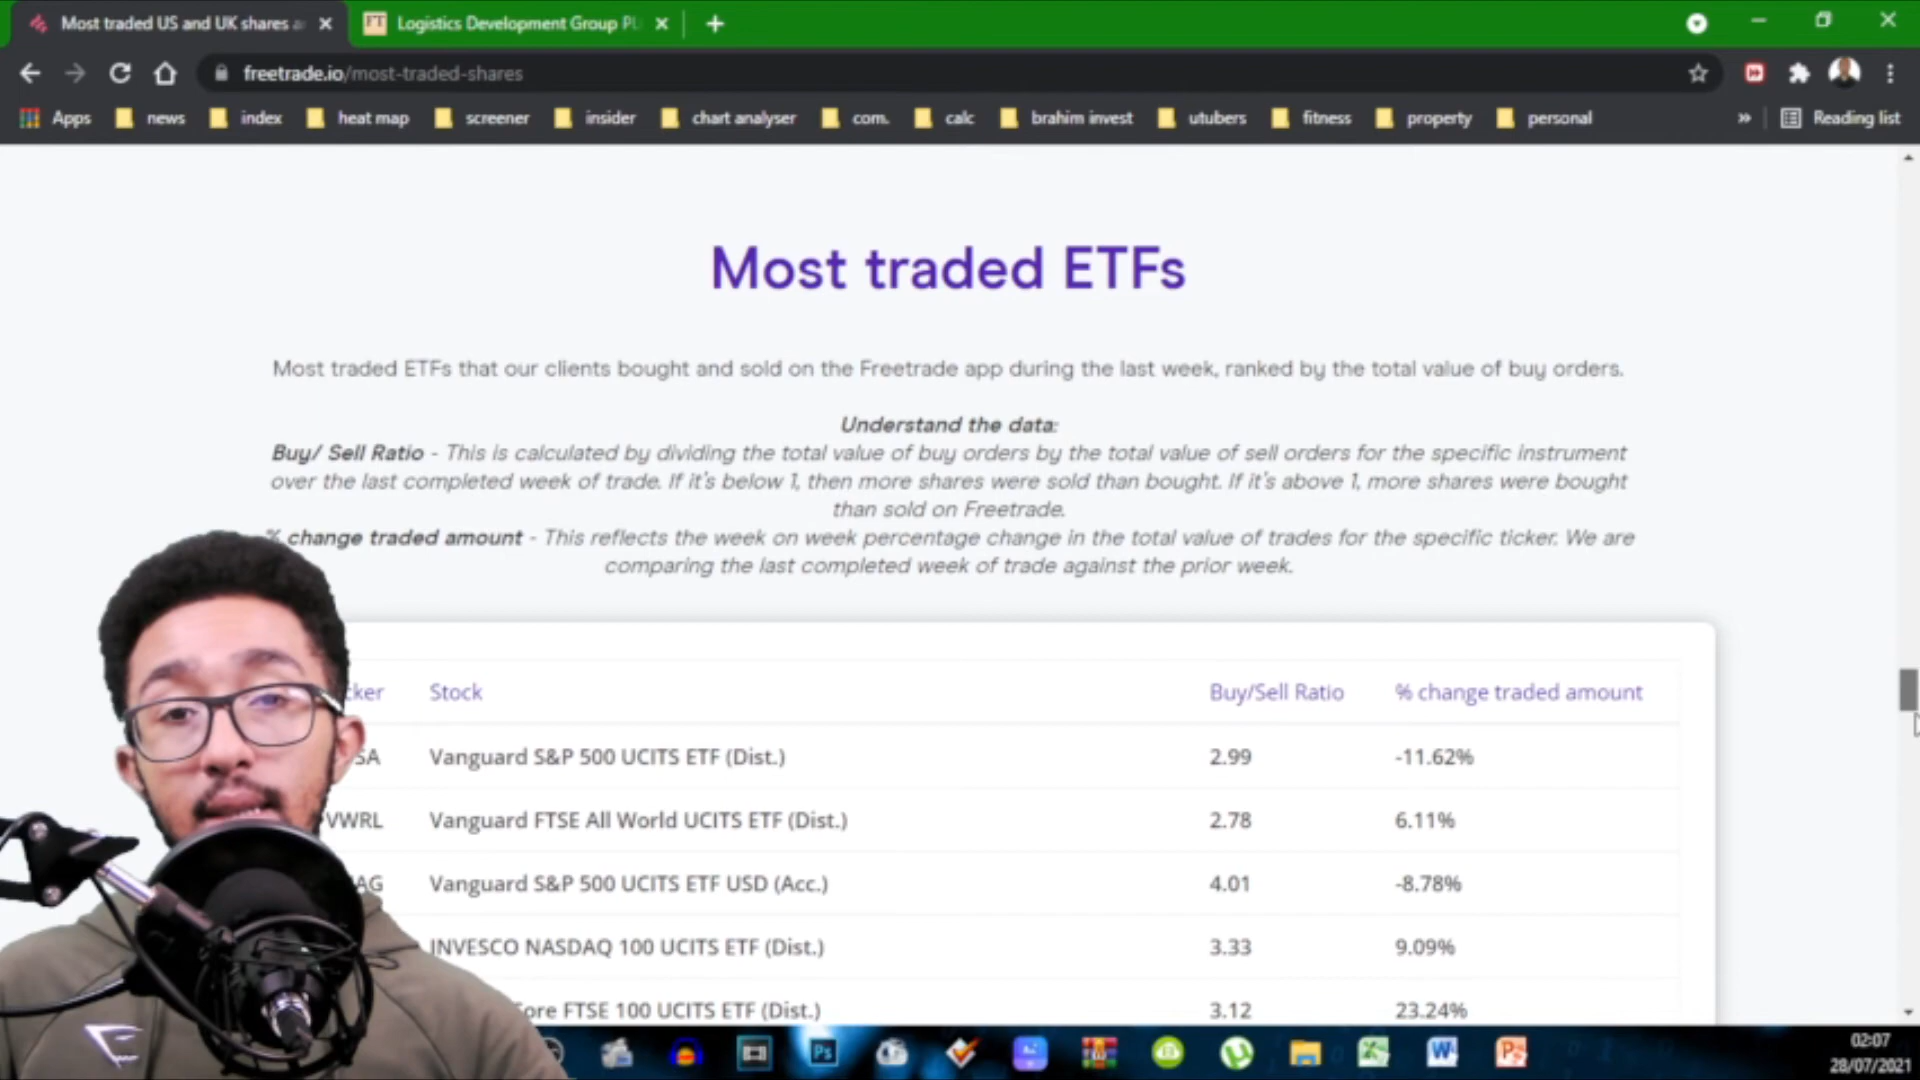 Most traded US and UK shares a
Logistics Development Group PL
freetrade.io/most-traded-shares
Apps news index heat map screener insider chart analyser com. calc brahim invest utubers fitness property personal » Reading list
Most traded ETFs
Most traded ETFs that our clients bought and sold on the Freetrade app during the last week, ranked by the total value of buy orders.
Understand the data:
Buy/ Sell Ratio - This is calculated by dividing the total value of buy orders by the total value of sell orders for the specific instrument
over the last completed week of trade. If it's below 1, then more shares were sold than bought. If it's above 1, more shares were bought
than sold on Freetrade.
% change traded amount - This reflects the week on week percentage change in the total value of trades for the specific ticker. We are
comparing the last completed week of trade against the prior week.
cker Stock Buy/Sell Ratio % change traded amount
SA Vanguard S&P 500 UCITS ETF (Dist.) 2.99 -11.62%
VWRL Vanguard FTSE All World UCITS ETF (Dist.) 2.78 6.11%
AG Vanguard S&P 500 UCITS ETF USD (Acc.) 4.01 -8.78%
INVESCO NASDAQ 100 UCITS ETF (Dist.) 3.33 9.09%
ore FTSE 100 UCITS ETF (Dist.) 3.12 23.24%
Ps
02:07
28/07/2021